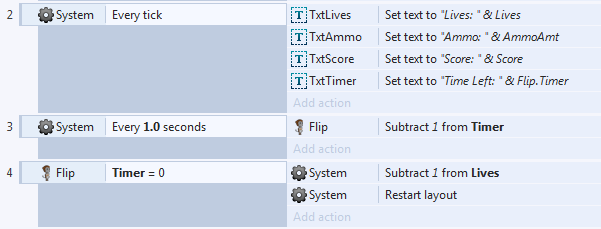 2 System Every tick TxtLives Set text to "Lives: " & Lives
TxtAmmo Set text to "Ammo: " & AmmoAmt
TxtScore Set text to "Score: " & Score
TxtTimer Set text to "Time Left: " & Flip.Timer
Add action
3 System Every 1.0 seconds Flip Subtract 1 from Timer
Add action
4 Flip Timer = 0 System Subtract 1 from Lives
System Restart layout
Add action